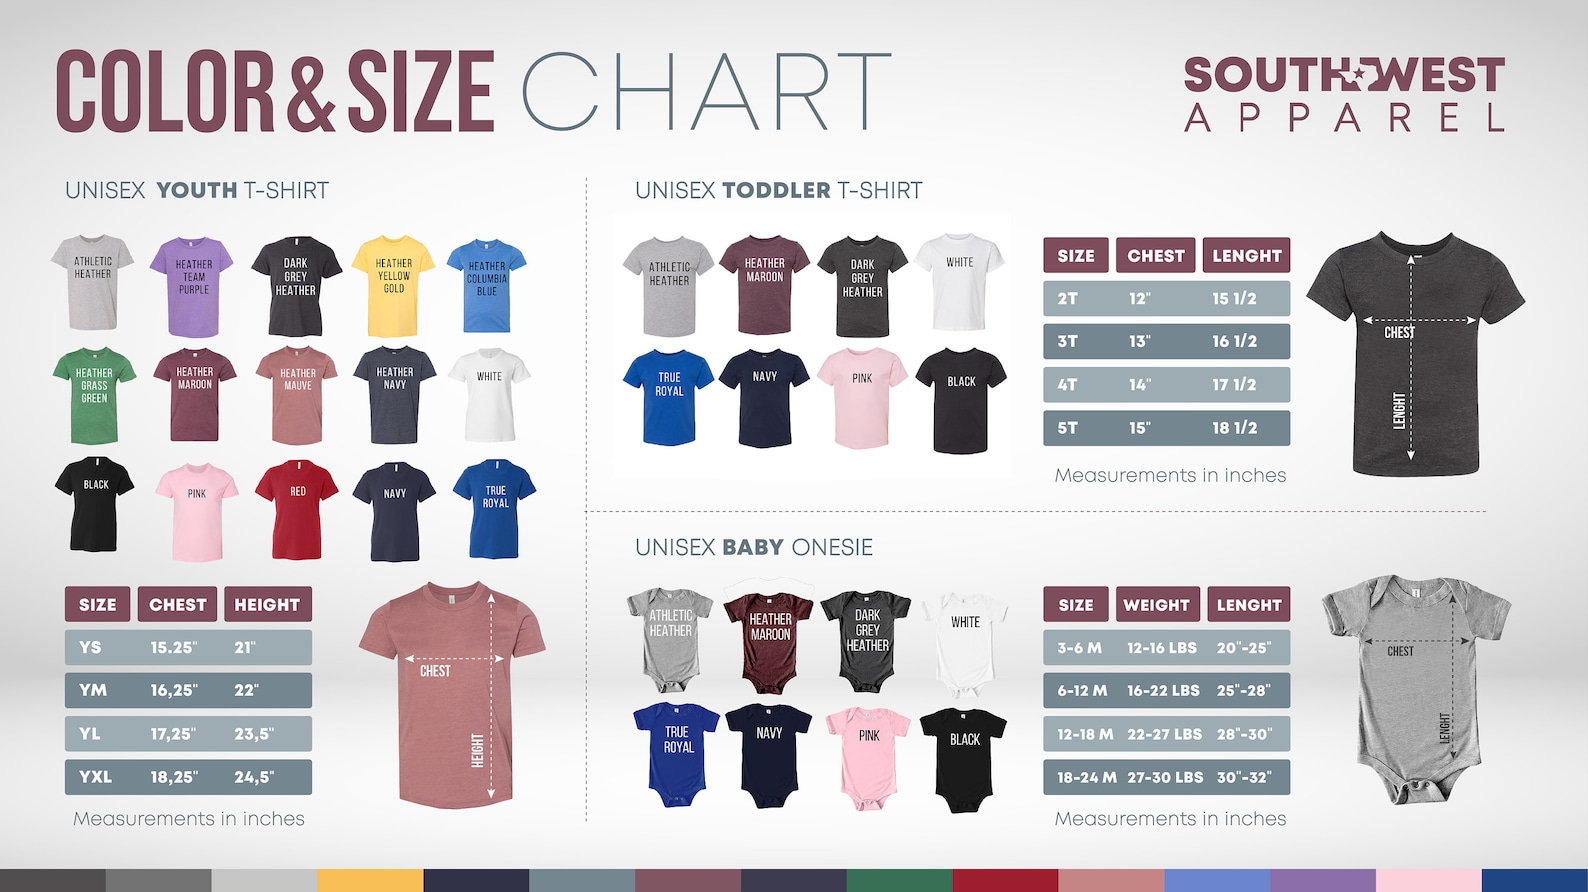 COLOR & SIZE CHART
SOUTHWEST
APPAREL
UNISEX YOUTH T-SHIRT
ATHLETIC
HEATHER
HEATHER
TEAM
PURPLE
DARK
GREY
HEATHER
HEATHER
YELLOW
GOLD
HEATHER
COLUMBIA
BLUE
HEATHER
GRASS
GREEN
HEATHER
MAROON
HEATHER
MAUVE
HEATHER
NAVY
WHITE
BLACK
PINK
RED
NAVY
TRUE
ROYAL
SIZE CHEST HEIGHT
YS 15.25" 21"
YM 16,25" 22"
YL 17,25" 23,5"
YXL 18,25" 24,5"
Measurements in inches
CHEST
HEIGHT
UNISEX TODDLER T-SHIRT
ATHLETIC
HEATHER
HEATHER
MAROON
DARK
GREY
HEATHER
WHITE
TRUE
ROYAL
NAVY
PINK
BLACK
SIZE CHEST LENGHT
2T 12" 15 1/2
3T 13" 16 1/2
4T 14" 17 1/2
5T 15" 18 1/2
Measurements in inches
CHEST
LENGHT
UNISEX BABY ONESIE
ATHLETIC
HEATHER
HEATHER
MAROON
DARK
GREY
HEATHER
WHITE
TRUE
ROYAL
NAVY
PINK
BLACK
SIZE WEIGHT LENGHT
3-6 M 12-16 LBS 20"-25"
6-12 M 16-22 LBS 25"-28"
12-18 M 22-27 LBS 28"-30"
18-24 M 27-30 LBS 30"-32"
Measurements in inches
CHEST
LENGHT